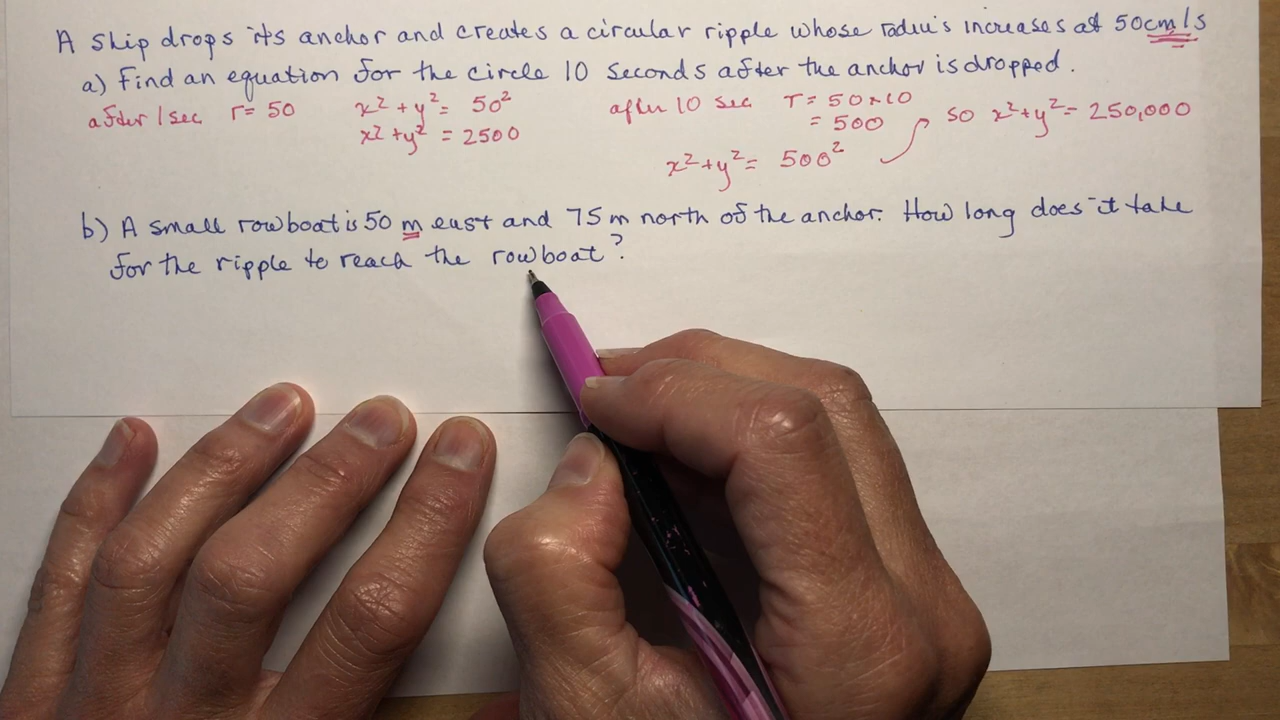 A ship drops its anchor and creates a circular ripple whose radius increases at 50cm/s
a) Find an equation for the circle 10 seconds after the anchor is dropped.
after 1 sec r = 50 x² + y² = 50² after 10 sec r = 50 × 10 so x² + y² = 250,000
x² + y² = 2500 = 500
x² + y² = 500²
b) A small rowboat is 50 m east and 75 m north of the anchor. How long does it take
for the ripple to reach the rowboat?